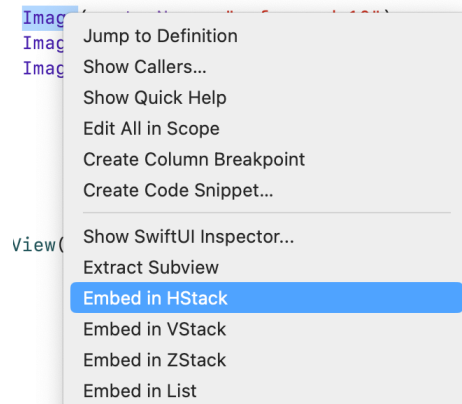 Image
Imag
Imag
Jump to Definition
Show Callers...
Show Quick Help
Edit All in Scope
Create Column Breakpoint
Create Code Snippet...
View(
Show SwiftUI Inspector...
Extract Subview
Embed in HStack
Embed in VStack
Embed in ZStack
Embed in List